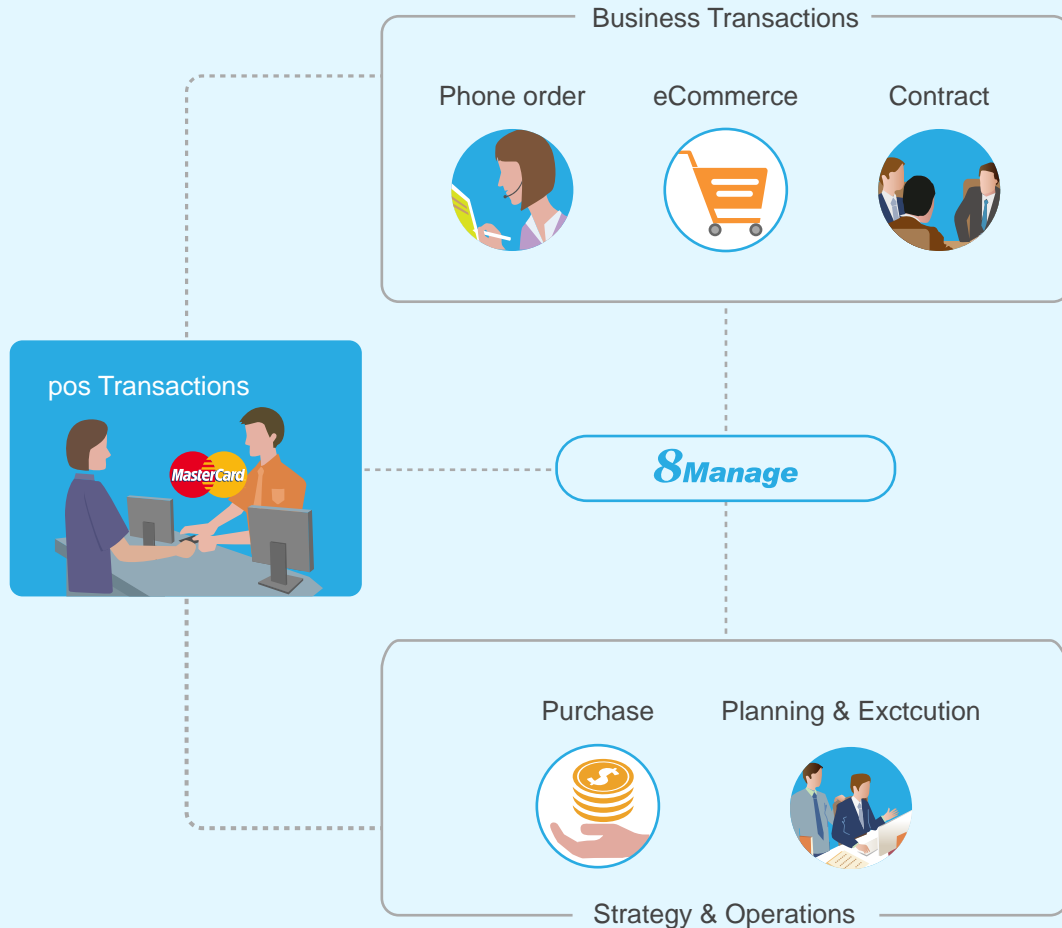 Business Transactions
Phone order
eCommerce
Contract
pos Transactions
MasterCard
8Manage
Purchase
Planning & Exctcution
$
Strategy & Operations